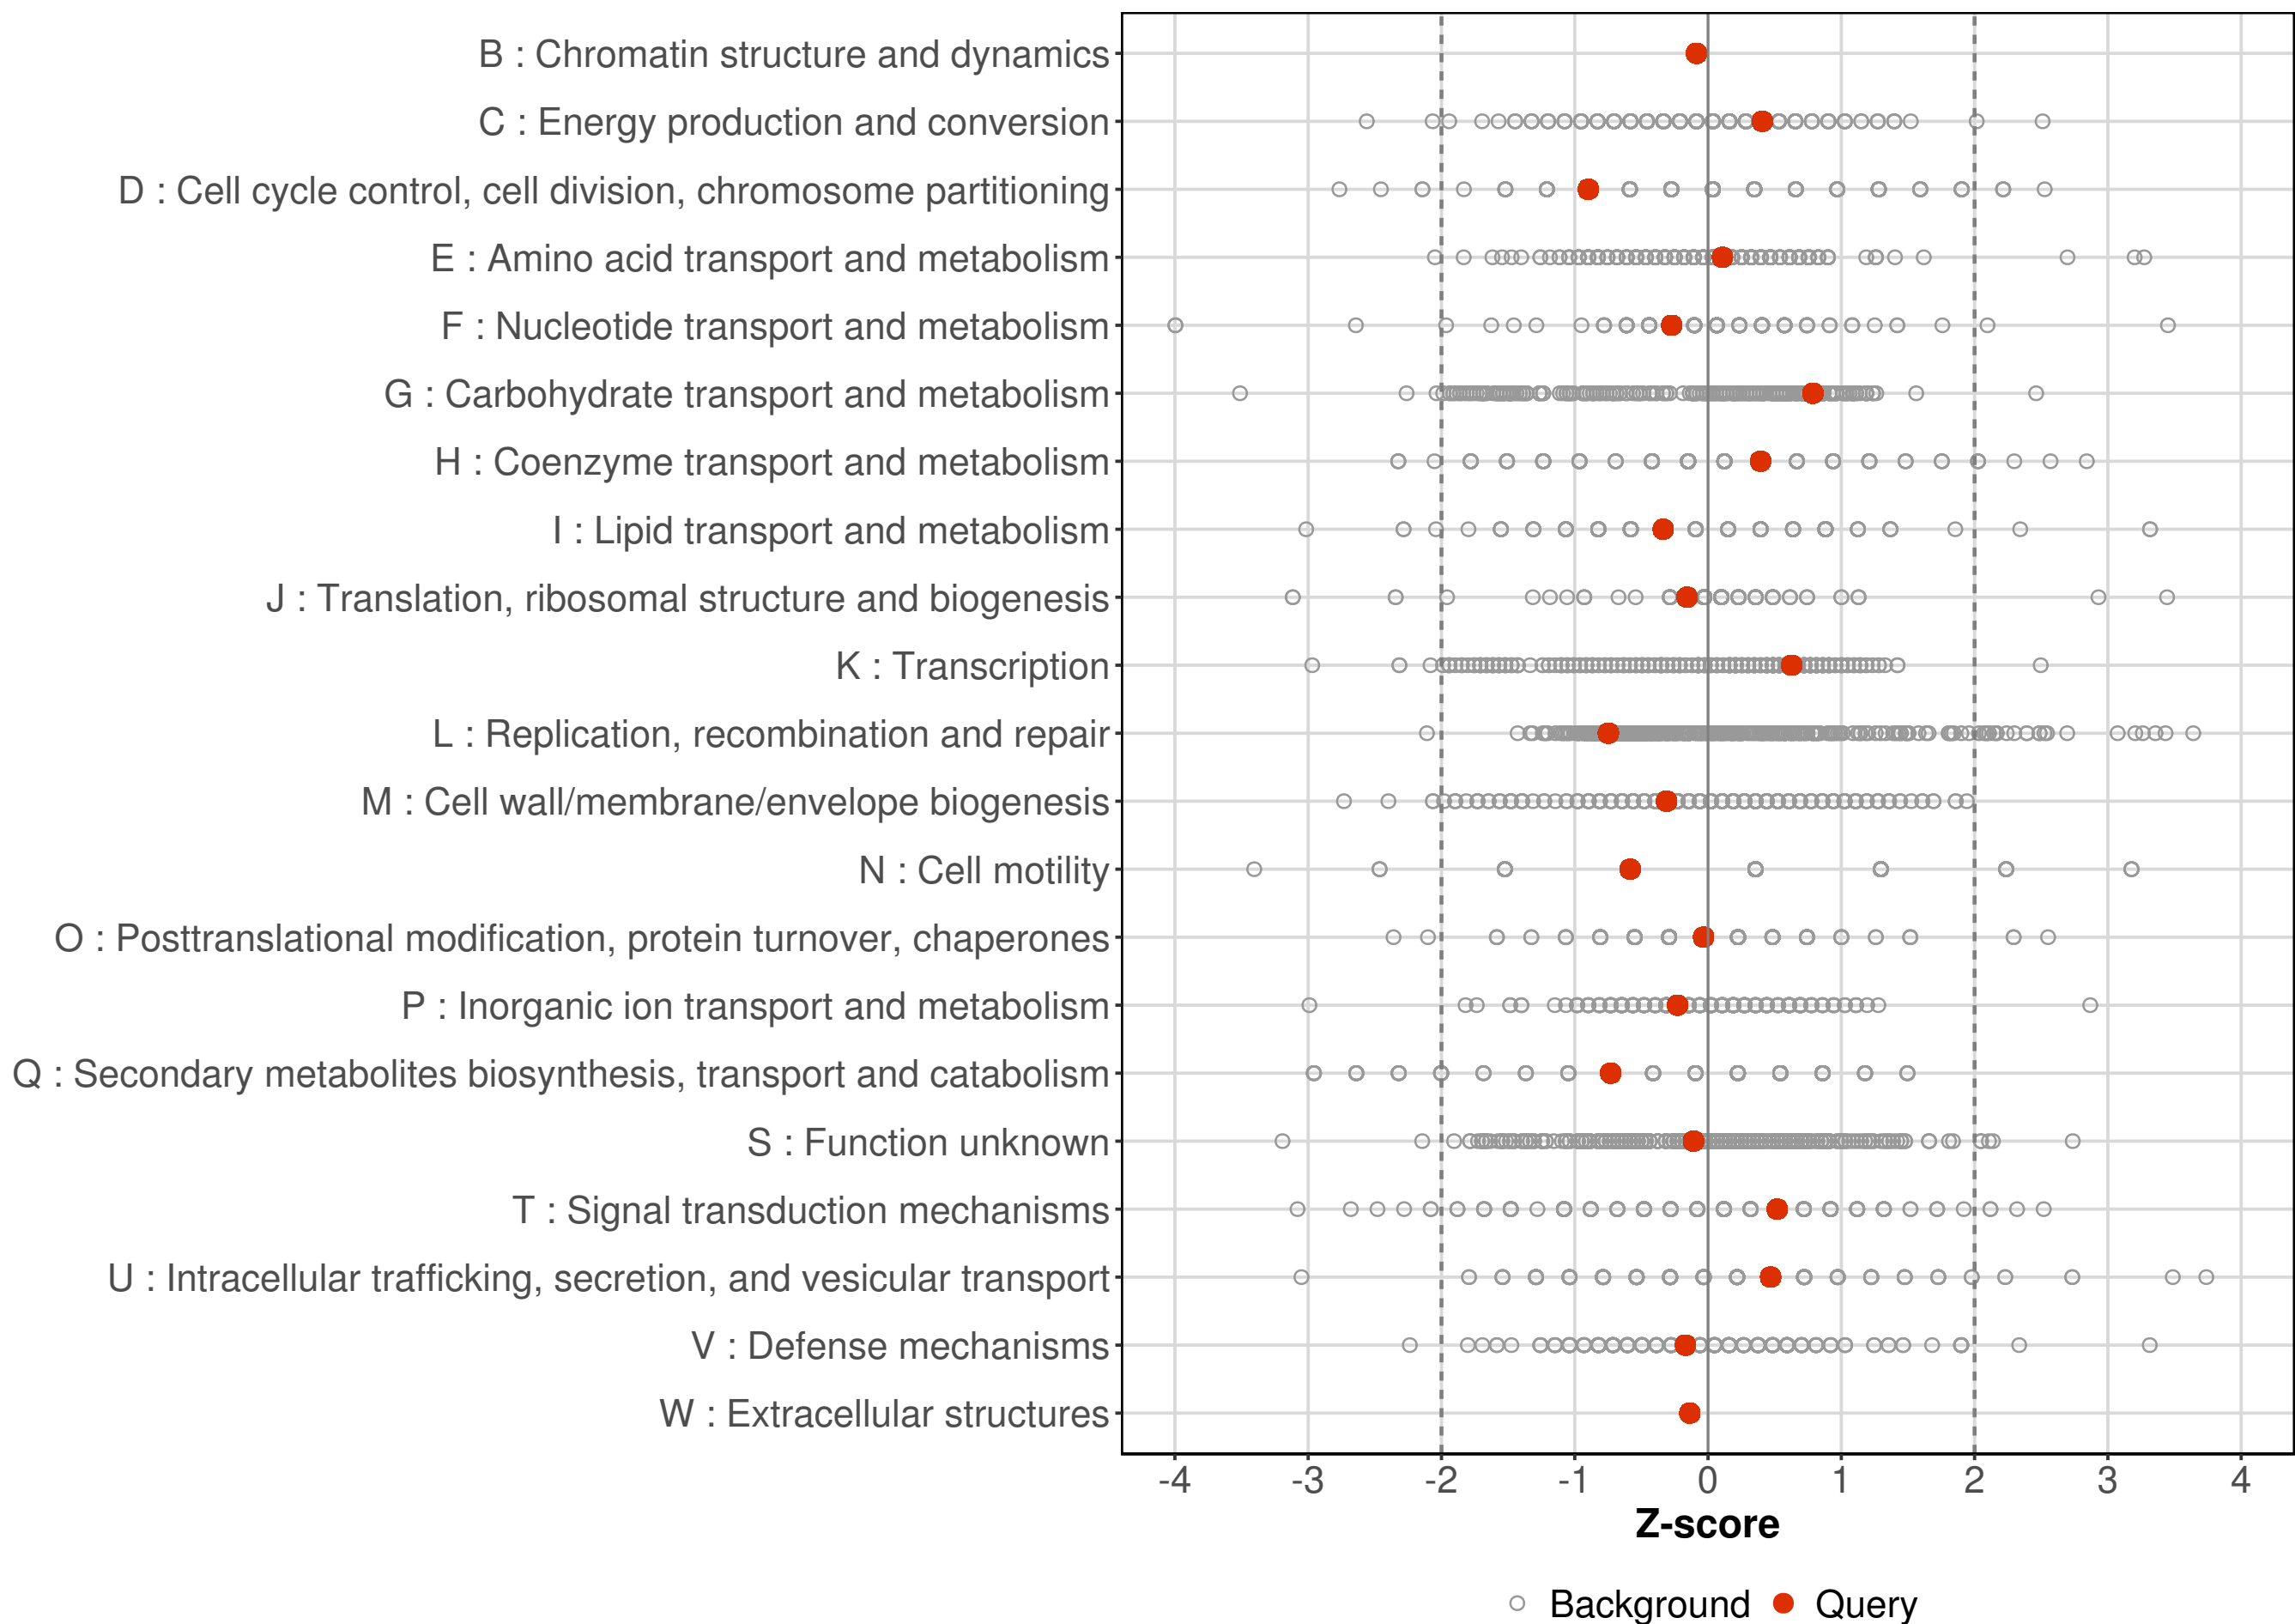 B : Chromatin structure and dynamics
C : Energy production and conversion
D : Cell cycle control, cell division, chromosome partitioning
E : Amino acid transport and metabolism
F : Nucleotide transport and metabolism
G : Carbohydrate transport and metabolism
H : Coenzyme transport and metabolism
I : Lipid transport and metabolism
J : Translation, ribosomal structure and biogenesis
K : Transcription
L : Replication, recombination and repair
M : Cell wall/membrane/envelope biogenesis
N : Cell motility
O : Posttranslational modification, protein turnover, chaperones
P : Inorganic ion transport and metabolism
Q : Secondary metabolites biosynthesis, transport and catabolism
S : Function unknown
T : Signal transduction mechanisms
U : Intracellular trafficking, secretion, and vesicular transport
V : Defense mechanisms
W : Extracellular structures
-4 -3 -2 -1 0 1 2 3 4
Z-score
Background Query